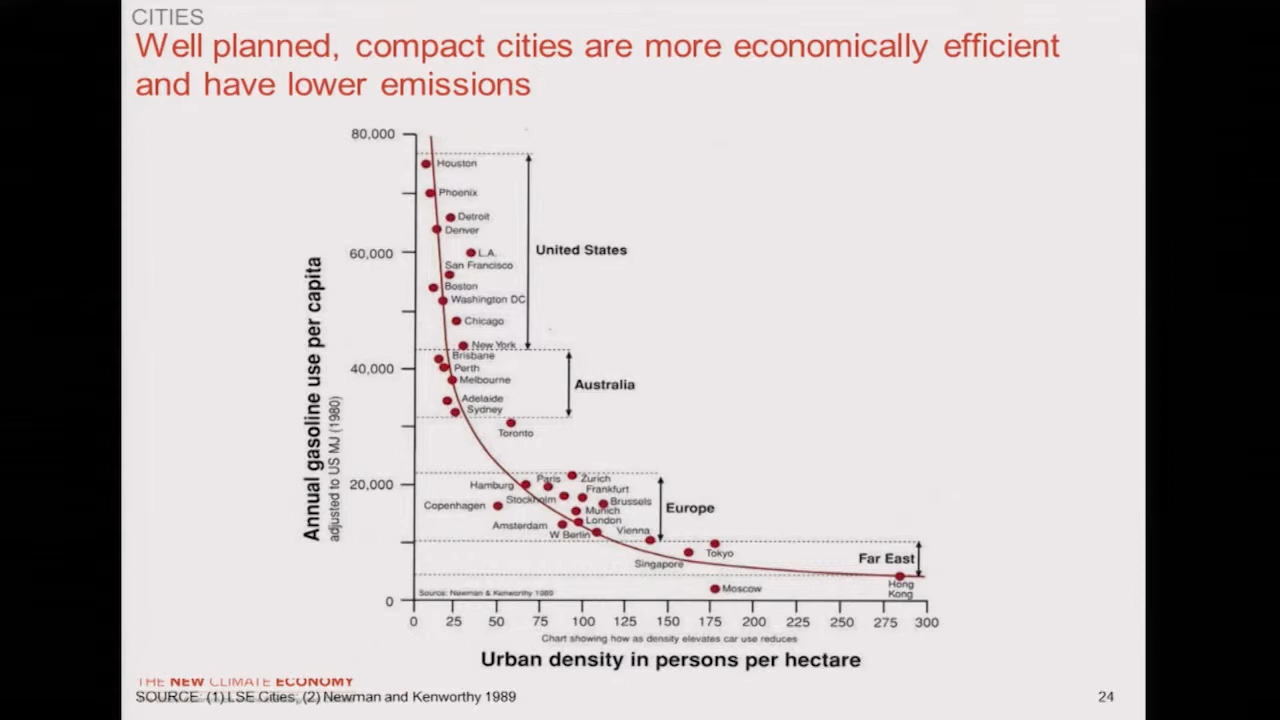 CITIES
Well planned, compact cities are more economically efficient
and have lower emissions
80,000
60,000
40,000
20,000
0
Annual gasoline use per capita
adjusted to US MJ (1980)
Houston
Phoenix
Detroit
Denver
L.A.
San Francisco
Boston
Washington DC
Chicago
New York
United States
Brisbane
Perth
Melbourne
Adelaide
Sydney
Australia
Toronto
Hamburg
Paris
Zurich
Frankfurt
Stockholm
Brussels
Copenhagen
Munich
London
Amsterdam
W Berlin
Vienna
Europe
Singapore
Tokyo
Far East
Hong
Kong
Moscow
Source: Newman & Kenworthy 1989
0 25 50 75 100 125 150 175 200 225 250 275 300
Chart showing how as density elevates car use reduces
Urban density in persons per hectare
THE NEW CLIMATE ECONOMY
SOURCE: (1) LSE Cities; (2) Newman and Kenworthy 1989
24